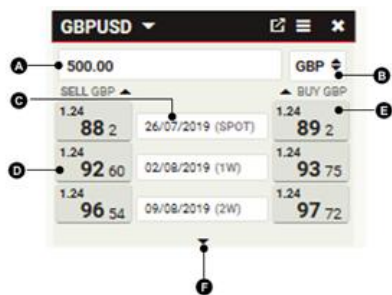 GBPUSD
A 500.00 GBP B
C
SELL GBP BUY GBP
1.24 88 2 26/07/2019 (SPOT) 1.24 89 2 E
D 1.24 92 60 02/08/2019 (1W) 1.24 93 75
1.24 96 54 09/08/2019 (2W) 1.24 97 72
F